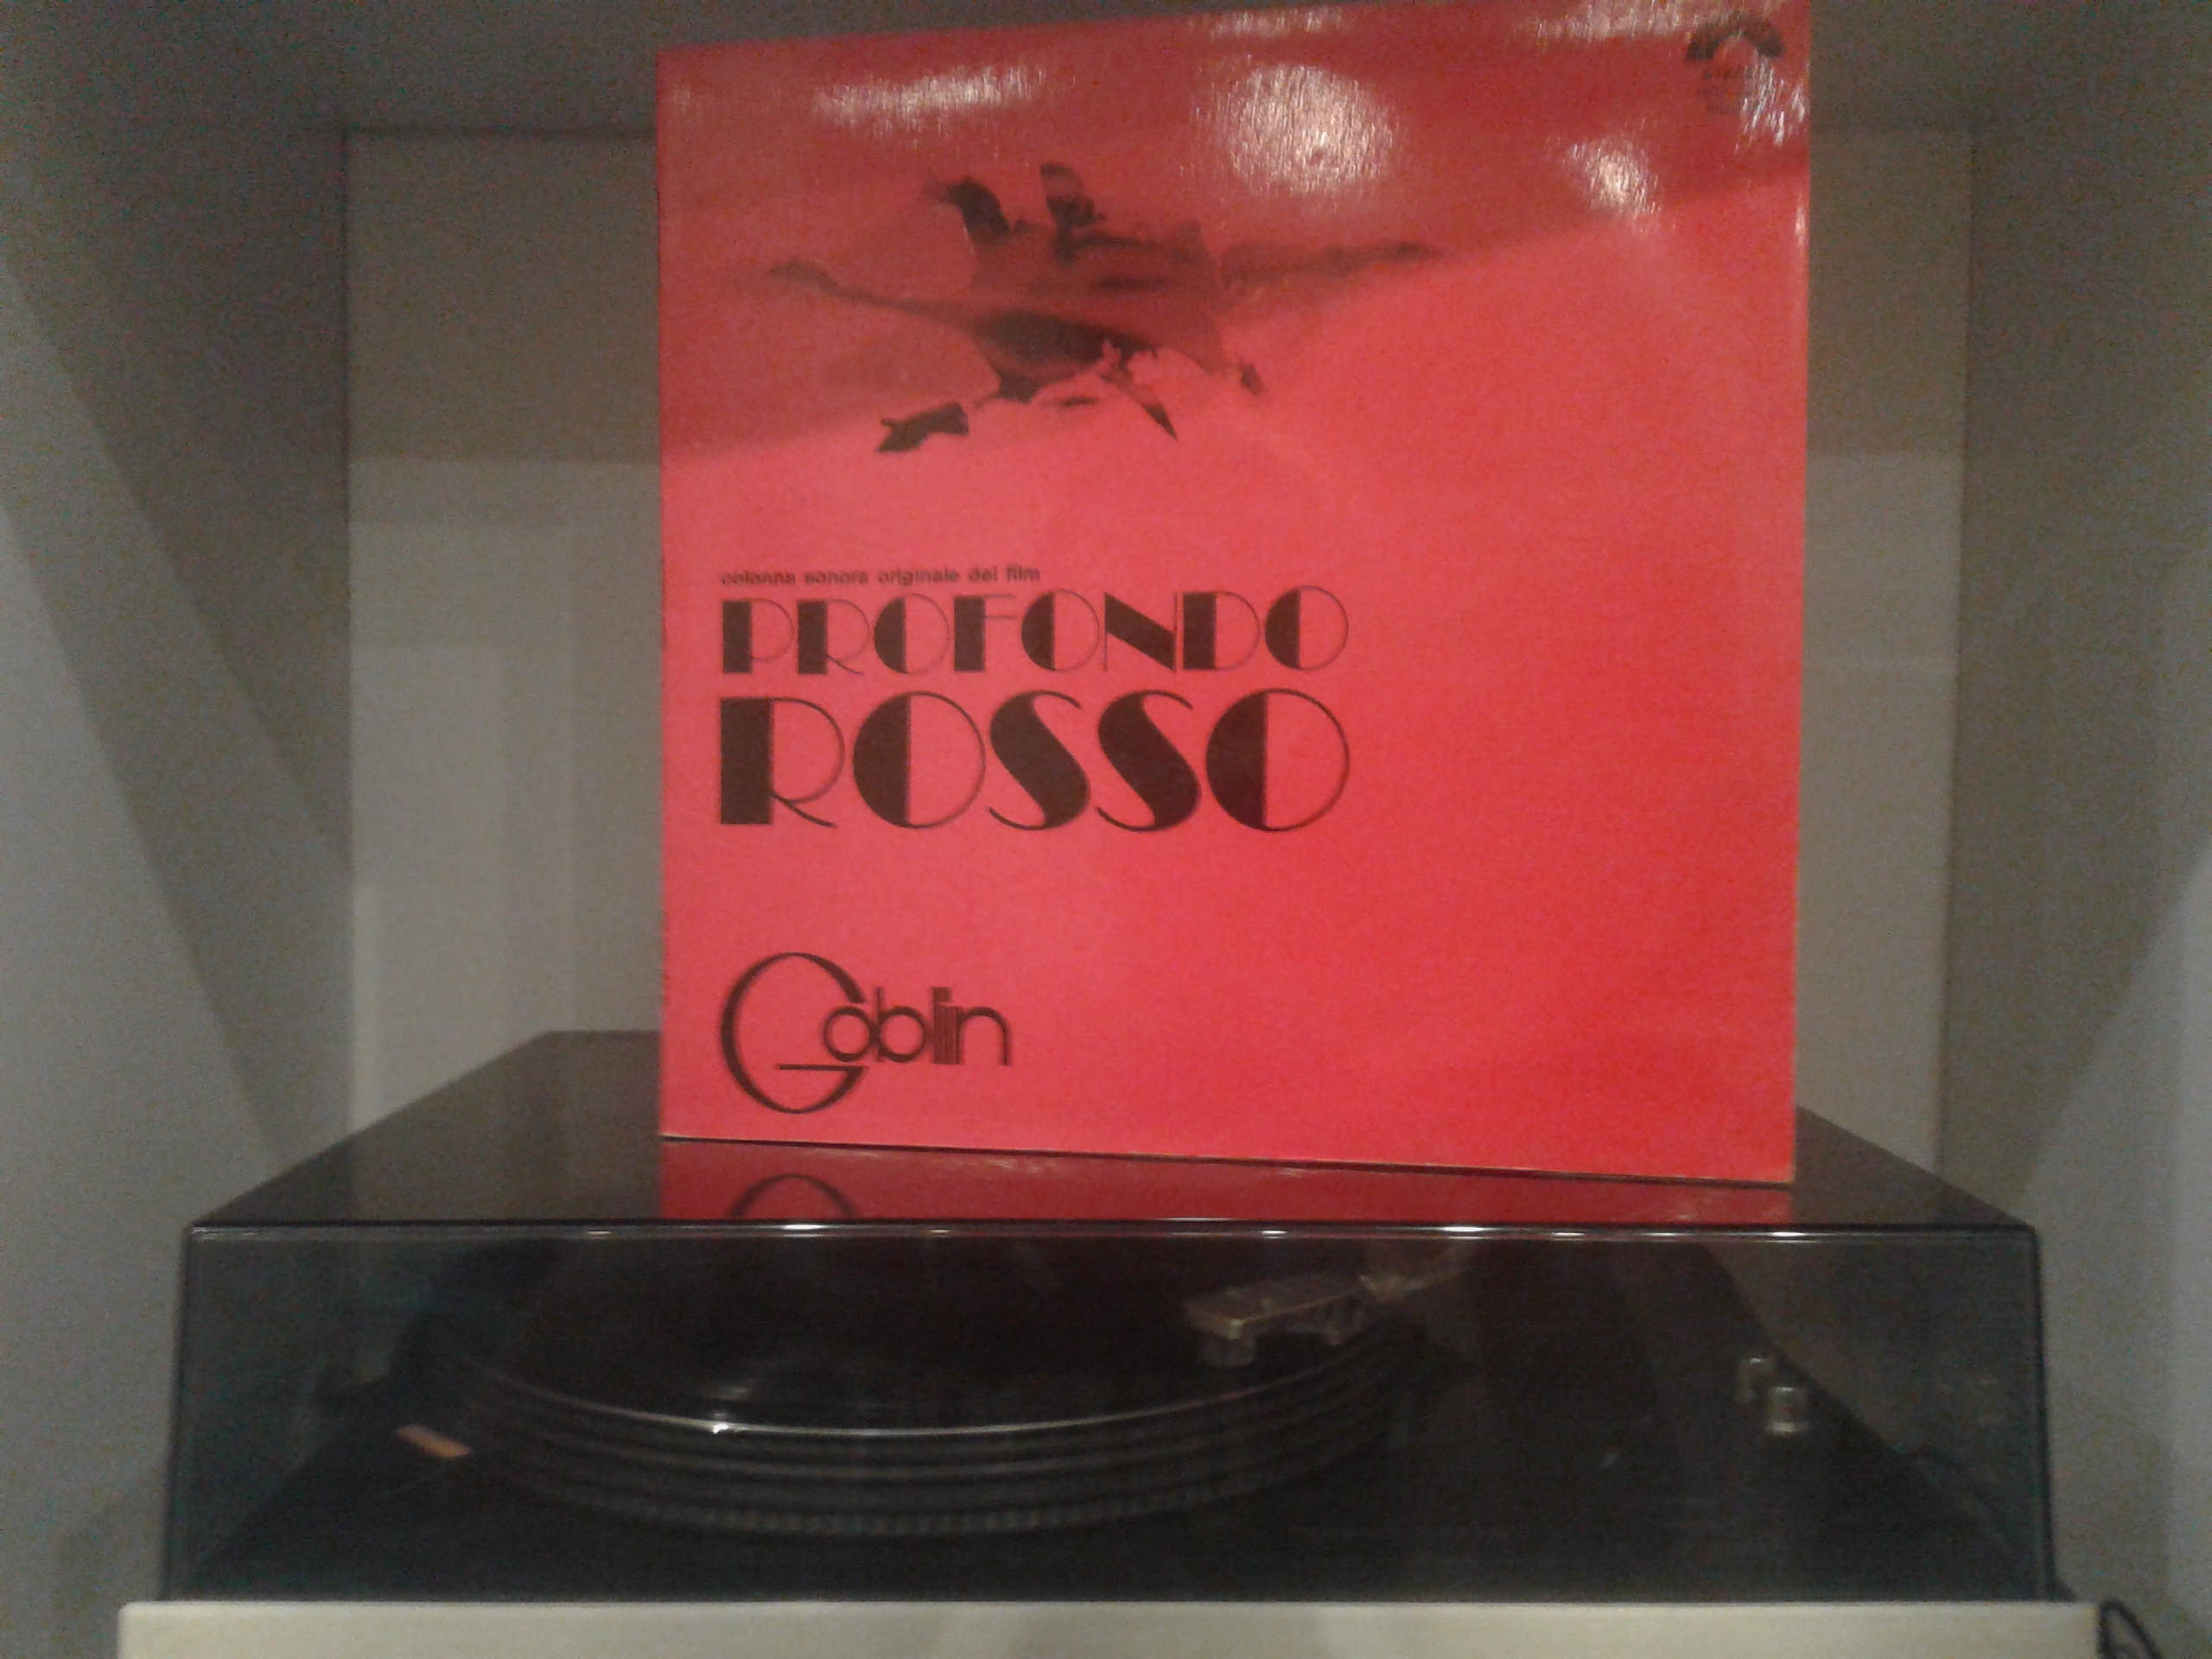 colonna sonora originale del film
PROFONDO
ROSSO
Goblin